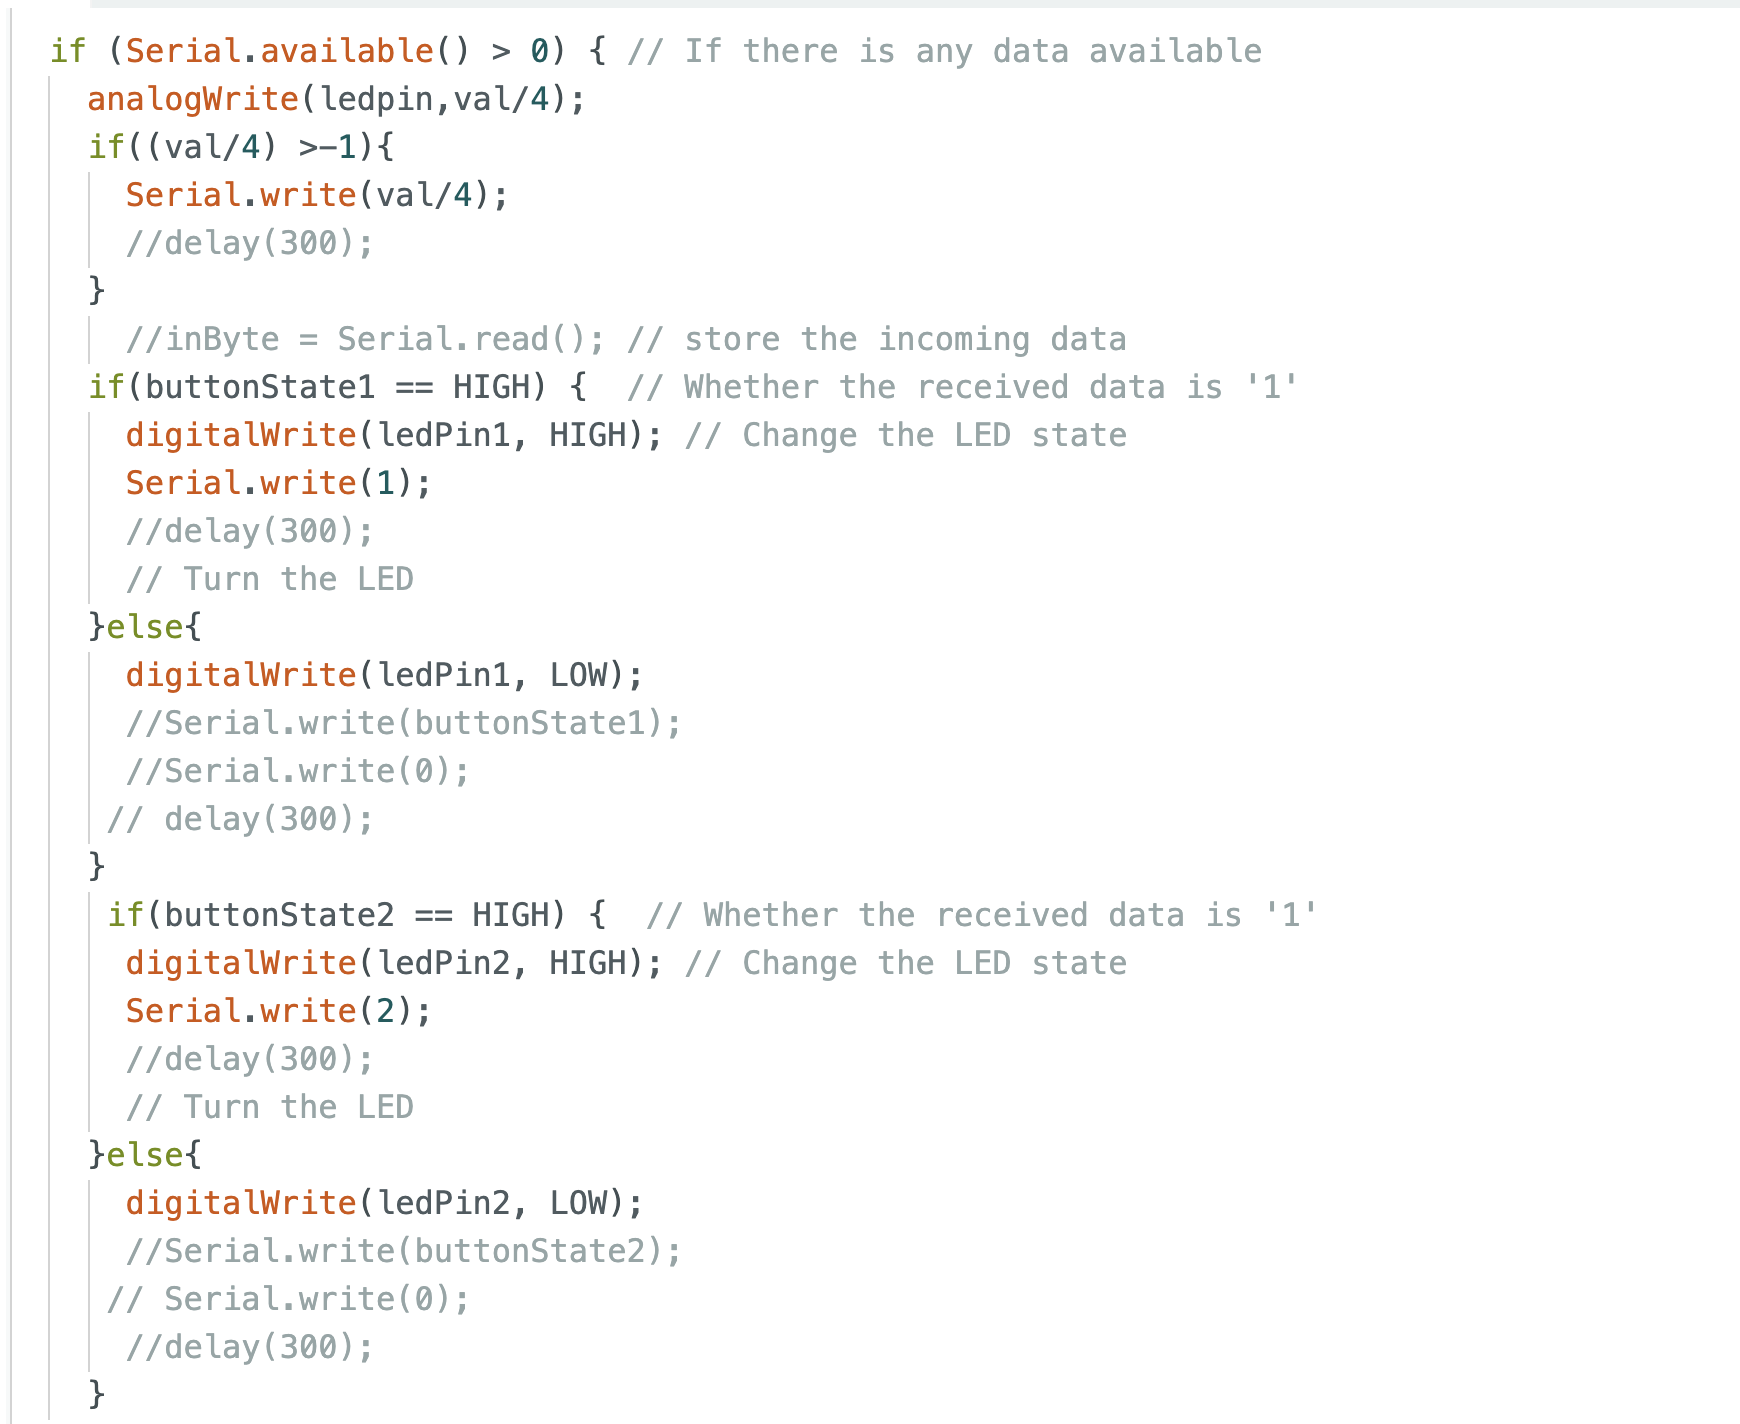 if (Serial.available() > 0) { // If there is any data available
analogWrite(ledpin,val/4);
if((val/4) >-1){
Serial.write(val/4);
//delay(300);
}
//inByte = Serial.read(); // store the incoming data
if(buttonState1 == HIGH) {  // Whether the received data is '1'
digitalWrite(ledPin1, HIGH); // Change the LED state
Serial.write(1);
//delay(300);
// Turn the LED
}else{
digitalWrite(ledPin1, LOW);
//Serial.write(buttonState1);
//Serial.write(0);
// delay(300);
}
if(buttonState2 == HIGH) {  // Whether the received data is '1'
digitalWrite(ledPin2, HIGH); // Change the LED state
Serial.write(2);
//delay(300);
// Turn the LED
}else{
digitalWrite(ledPin2, LOW);
//Serial.write(buttonState2);
// Serial.write(0);
//delay(300);
}